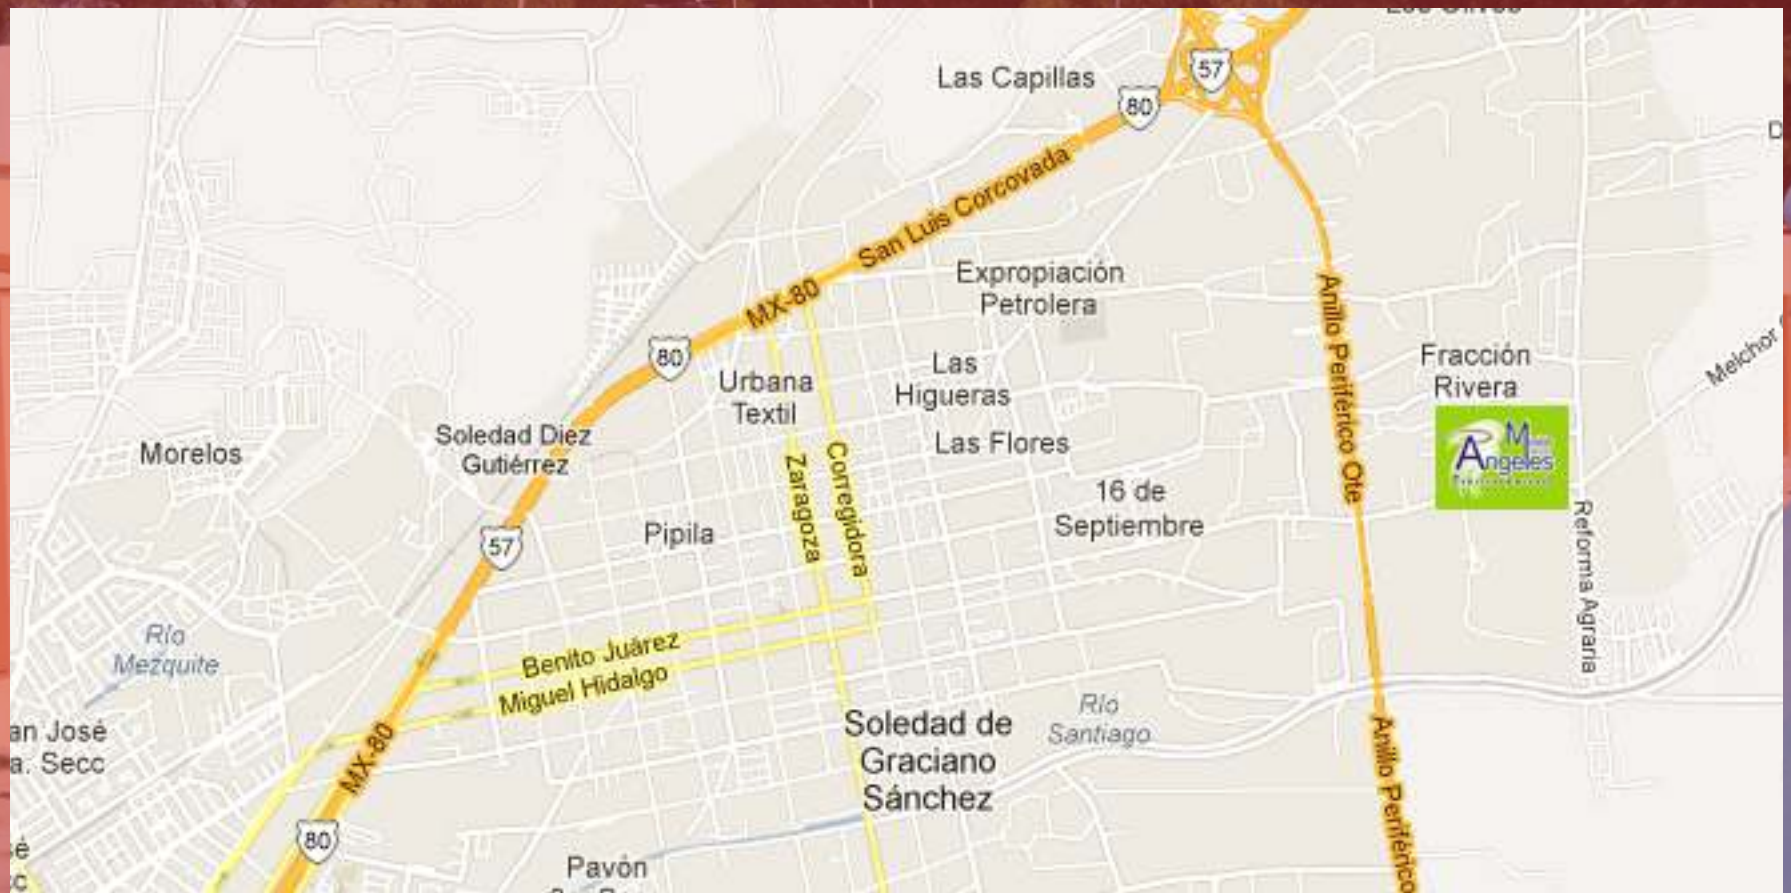 57
Las Capillas
80
San Luis Corcovada
Expropiación
Petrolera
MX-80
Anillo Periférico Ote
80
Fracción
Rivera
Melchor
Las
Higueras
Urbana
Textil
M
Angeles
Soledad Diez
Gutiérrez
Morelos
Las Flores
Corregidora
Zaragoza
16 de
Septiembre
Pipila
57
Reforma Agraria
Río
Mezquite
Benito Juárez
Miguel Hidalgo
Río
Santiago
Soledad de
Graciano
Sánchez
an José
a. Secc
MX-80
Anillo Periférico
80
Pavón